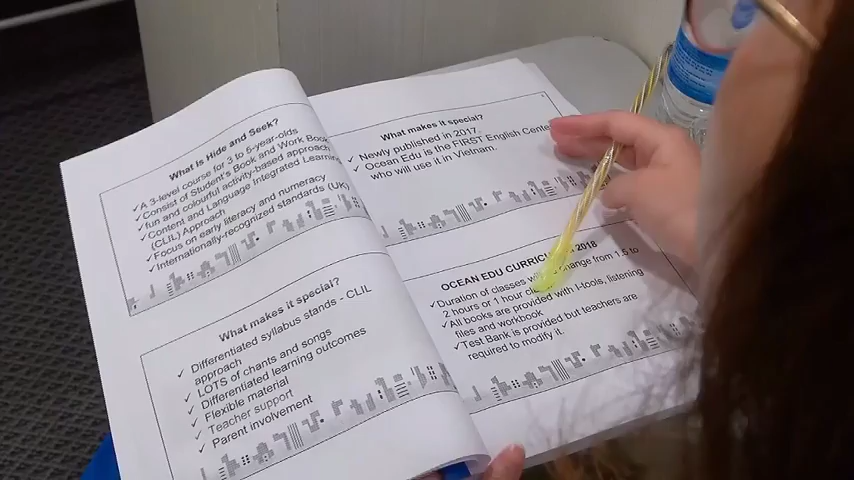 What is Hide and Seek?
✓A 3-level course for 3 to 5-year-olds
✓Consist of Student's Book and Work Book
✓fun and colourful activity-based approach
✓Content and Language Integrated Learning
(CLIL) Approach
✓Focus on early literacy and numeracy
✓Internationally-recognized standards (UK)
What makes it special?
✓ Differentiated syllabus stands - CLIL
approach
✓ LOTS of chants and songs
✓ Differentiated learning outcomes
✓ Flexible material
✓ Teacher support
✓ Parent involvement
What makes it special?
✓ Newly published in 2017.
✓ Ocean Edu is the FIRST English Cente
who will use it in Vietnam.
OCEAN EDU 2018
✓Duration of classes change from 1.5 to
2 hours or 1 hour
✓All books are provided with I-tools, listening
files and workbook
✓Test Bank is provided but teachers are
required to modify it.